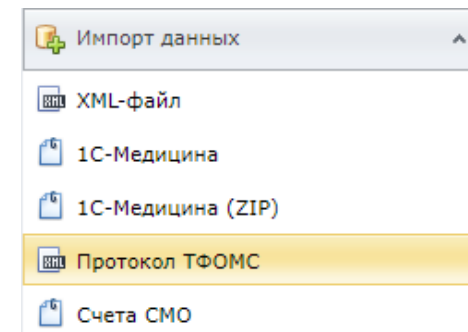 Импорт данных
XML-файл
1С-Медицина
1С-Медицина (ZIP)
Протокол ТФОМС
Счета СМО